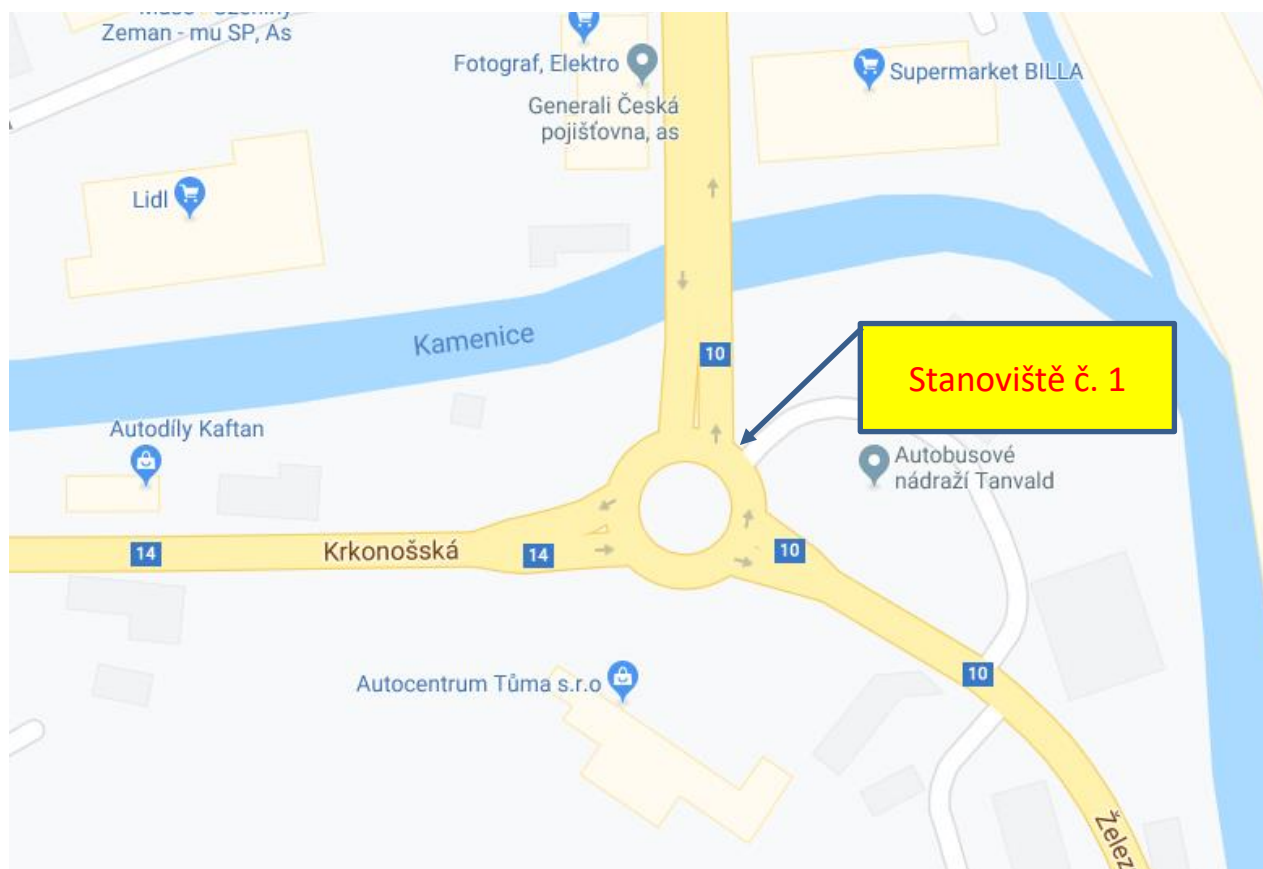 Zeman - mu SP, As
Fotograf, Elektro
Generali Česká
pojišťovna, as
Supermarket BILLA
Lidl
Kamenice
10
Stanoviště č. 1
Autodíly Kaftan
Autobusové
nádraží Tanvald
14
Krkonošská
14
10
10
Autocentrum Tůma s.r.o
Želez